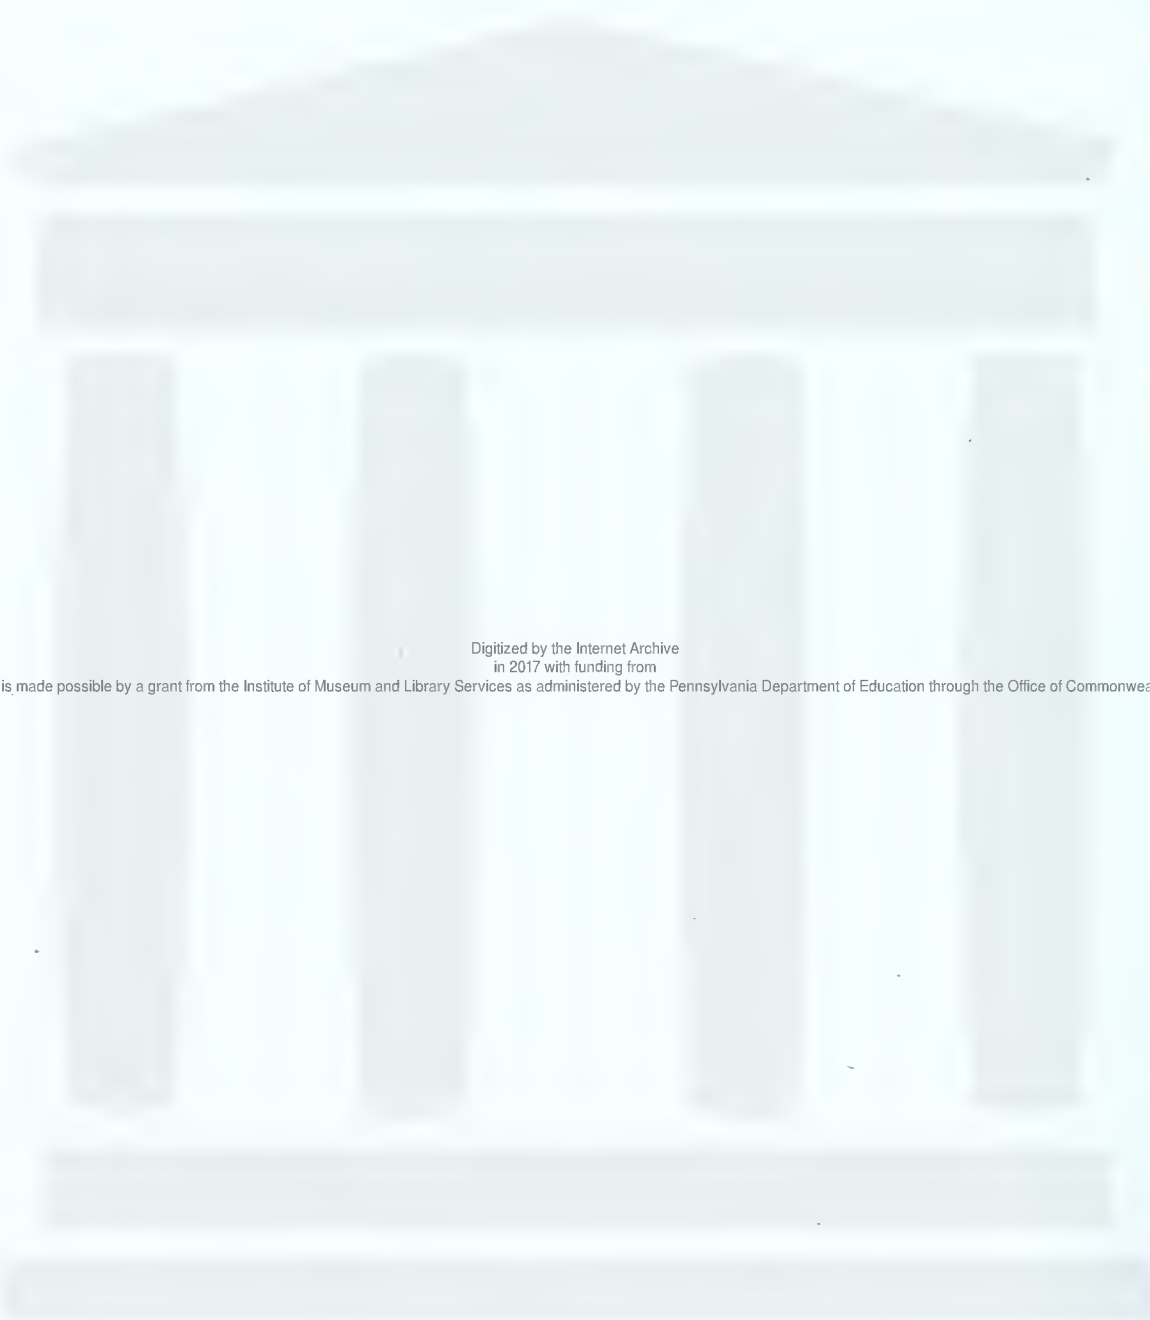 Digitized by the Internet Archive
in 2017 with funding from
is made possible by a grant from the Institute of Museum and Library Services as administered by the Pennsylvania Department of Education through the Office of